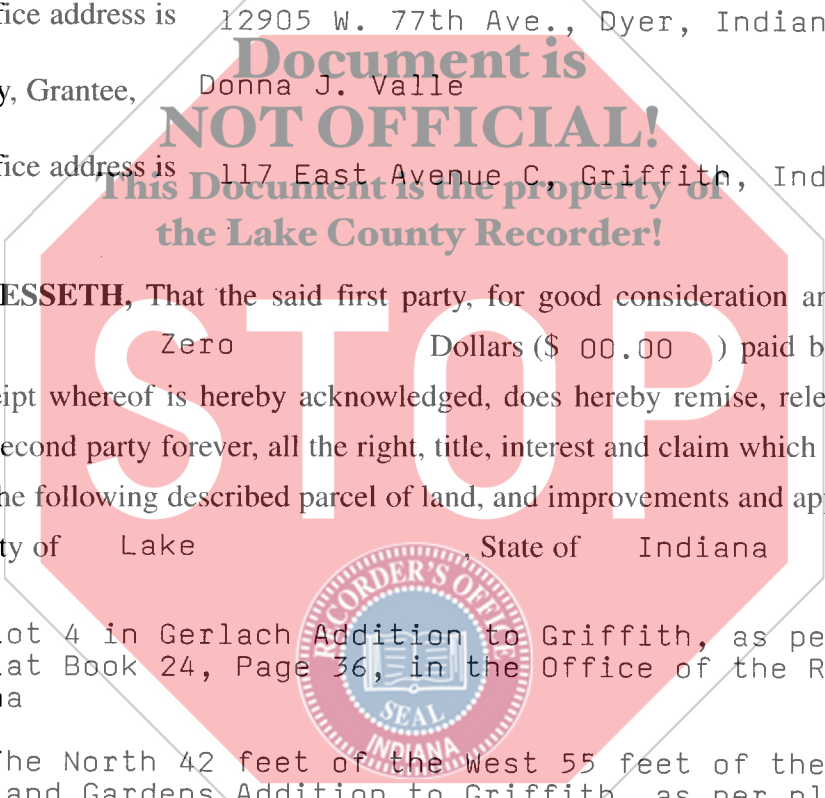 fice address is 12905 W. 77th Ave., Dyer, Indian
Document is
y, Grantee, Donna J. Valle
NOT OFFICIAL!
fice address is 117 East Avenue C, Griffith, Ind
This Document is the property of
the Lake County Recorder!
ESSETH, That the said first party, for good consideration an
Zero Dollars ($ 00.00 ) paid b
STOP
ipt whereof is hereby acknowledged, does hereby remise, rele
econd party forever, all the right, title, interest and claim which
he following described parcel of land, and improvements and ap
ty of Lake , State of Indiana
RECORDER'S OFFICE
ot 4 in Gerlach Addition to Griffith, as pe
lat Book 24, Page 36, in the Office of the R
na
SEAL
INDIANA
The North 42 feet of the West 55 feet of the
and Gardens Addition to Griffith, as per pl